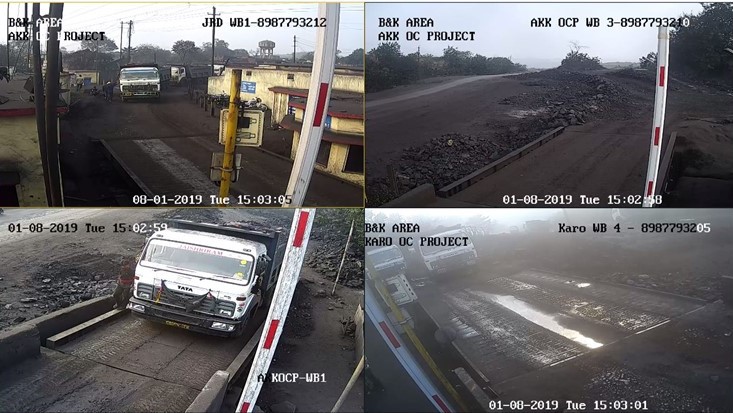 B&K AREA
JRD WB1-8987793212
AKK OC PROJECT
08-01-2019 Tue 15:03:05
B&K AREA
AKK OCP WB 3-8987793210
AKK OC PROJECT
01-08-2019 Tue 15:02:58
01-08-2019 Tue 15:02:59
TATA
A KOCP-WB1
B&K AREA
Karo WB 4 - 8987793205
KARO OC PROJECT
01-08-2019 Tue 15:03:01